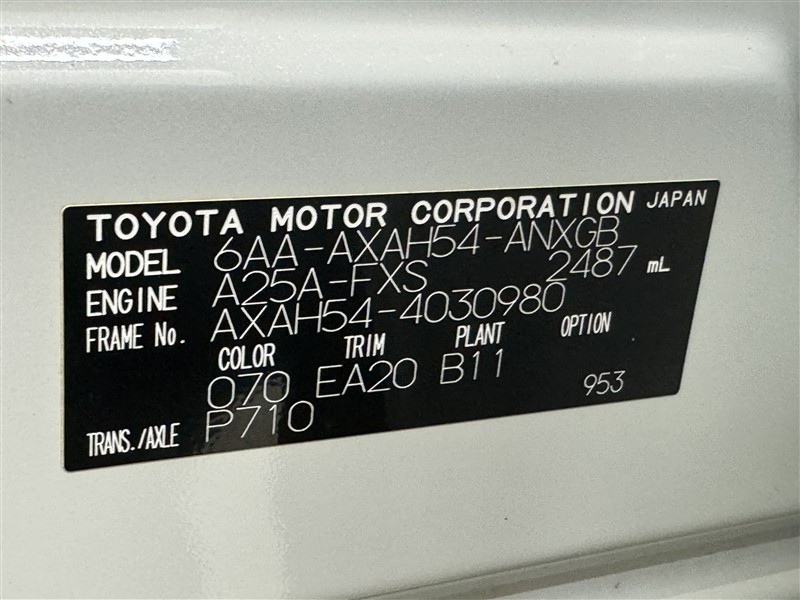 TOYOTA MOTOR CORPORATION JAPAN
MODEL 6AA-AXAH54-ANXGB
ENGINE A25A-FXS 2487 mL
FRAME No. AXAH54-4030980
COLOR TRIM PLANT OPTION
070 EA20 B11 953
TRANS./AXLE P710